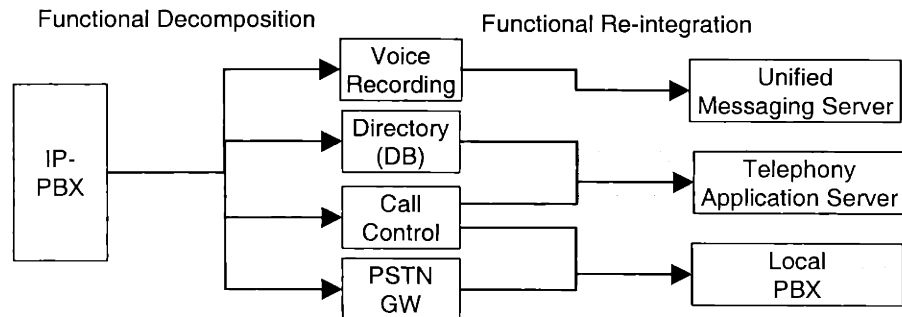 Functional Decomposition
Functional Re-integration
IP-
PBX
Voice
Recording
Directory
(DB)
Call
Control
PSTN
GW
Unified
Messaging Server
Telephony
Application Server
Local
PBX